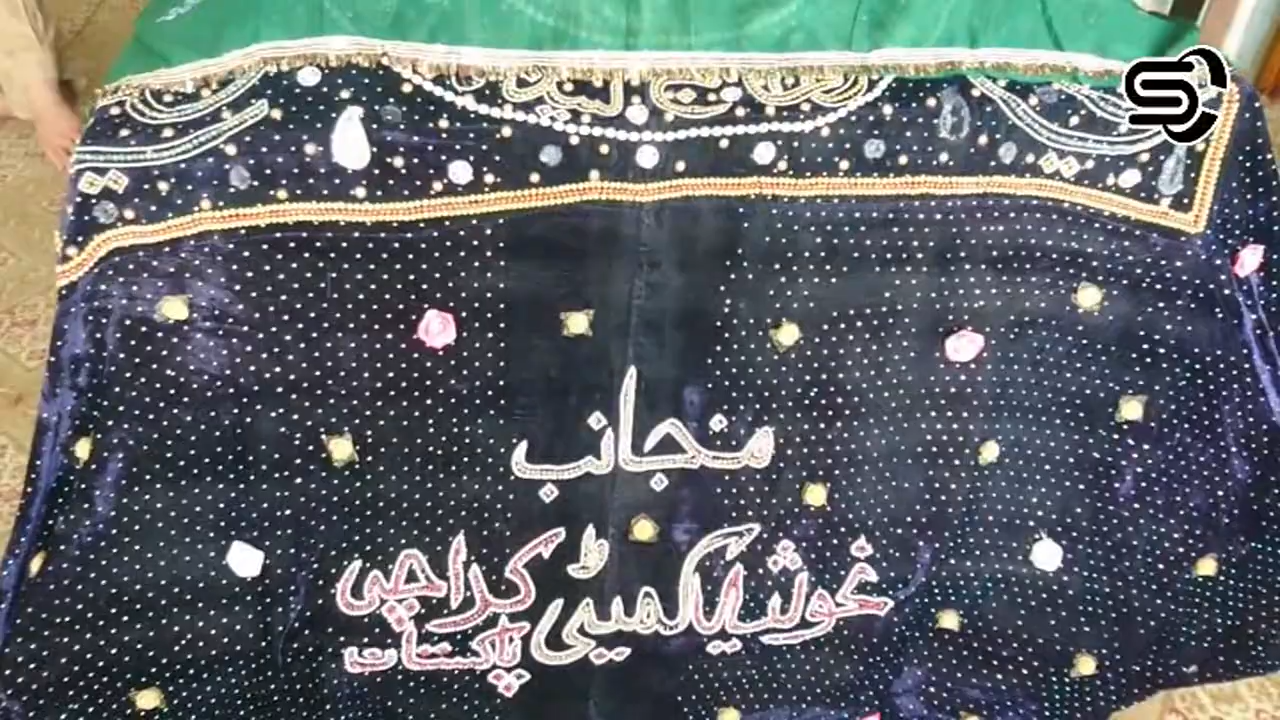 منجانب
غوثیہ کمیٹی کراچی
پاکستان